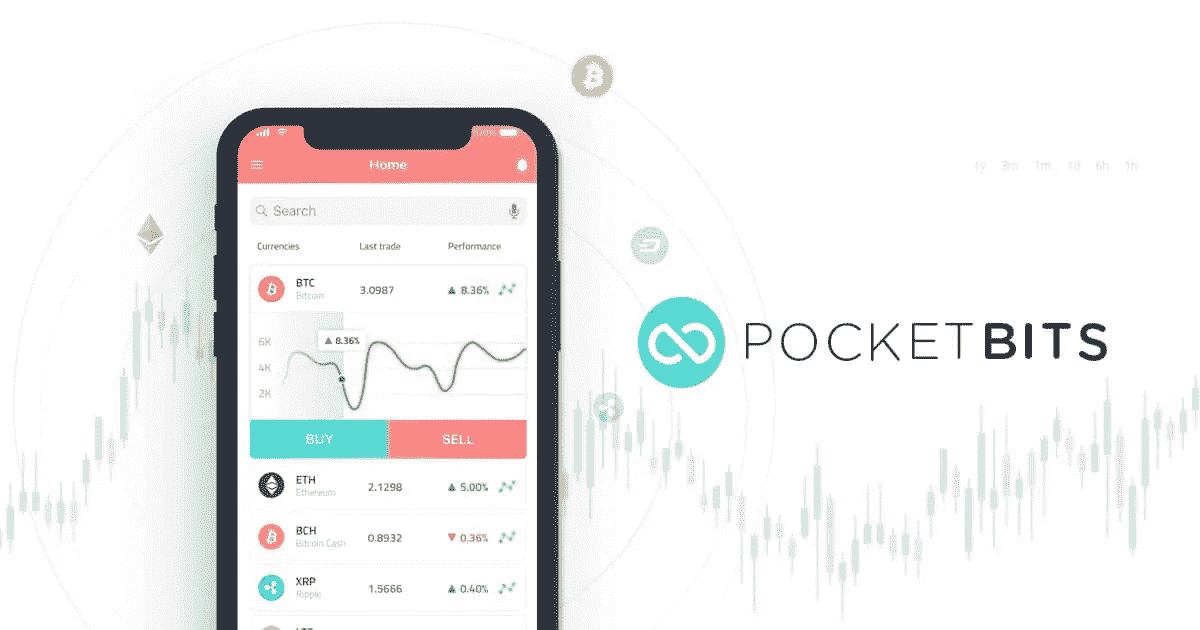 Home
Search
Currencies Last trade Performance
BTC
Bitcoin
3.0987
8.36%
6K
4K
2K
8.36%
BUY SELL
ETH
Ethereum
2.1298
5.00%
BCH
Bitcoin Cash
0.8932
0.36%
XRP
Ripple
1.5666
0.40%
POCKETBITS
3m 1m 1d 6h 1h